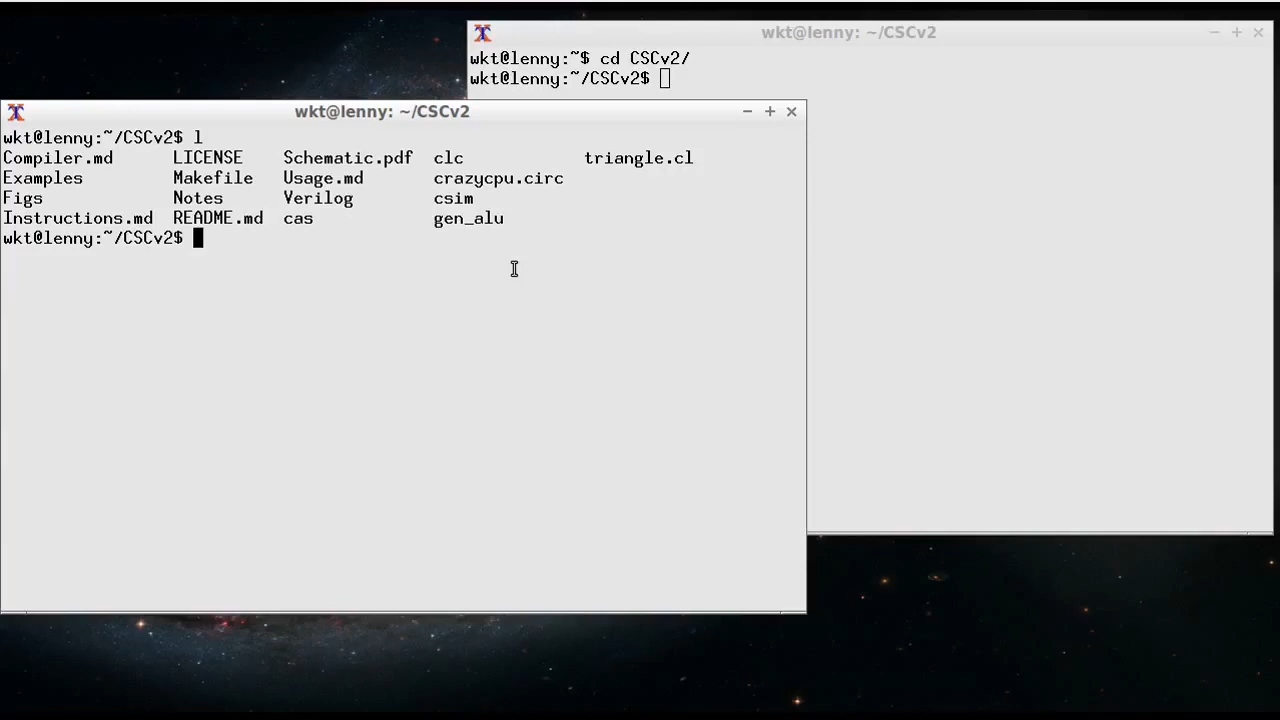 wkt@lenny: ~/CSCv2
wkt@lenny:~$ cd CSCv2/
wkt@lenny:~/CSCv2$
wkt@lenny: ~/CSCv2
wkt@lenny:~/CSCv2$ l
Compiler.md LICENSE Schematic.pdf clc triangle.cl
Examples Makefile Usage.md crazycpu.circ
Figs Notes Verilog csim
Instructions.md README.md cas gen_alu
wkt@lenny:~/CSCv2$